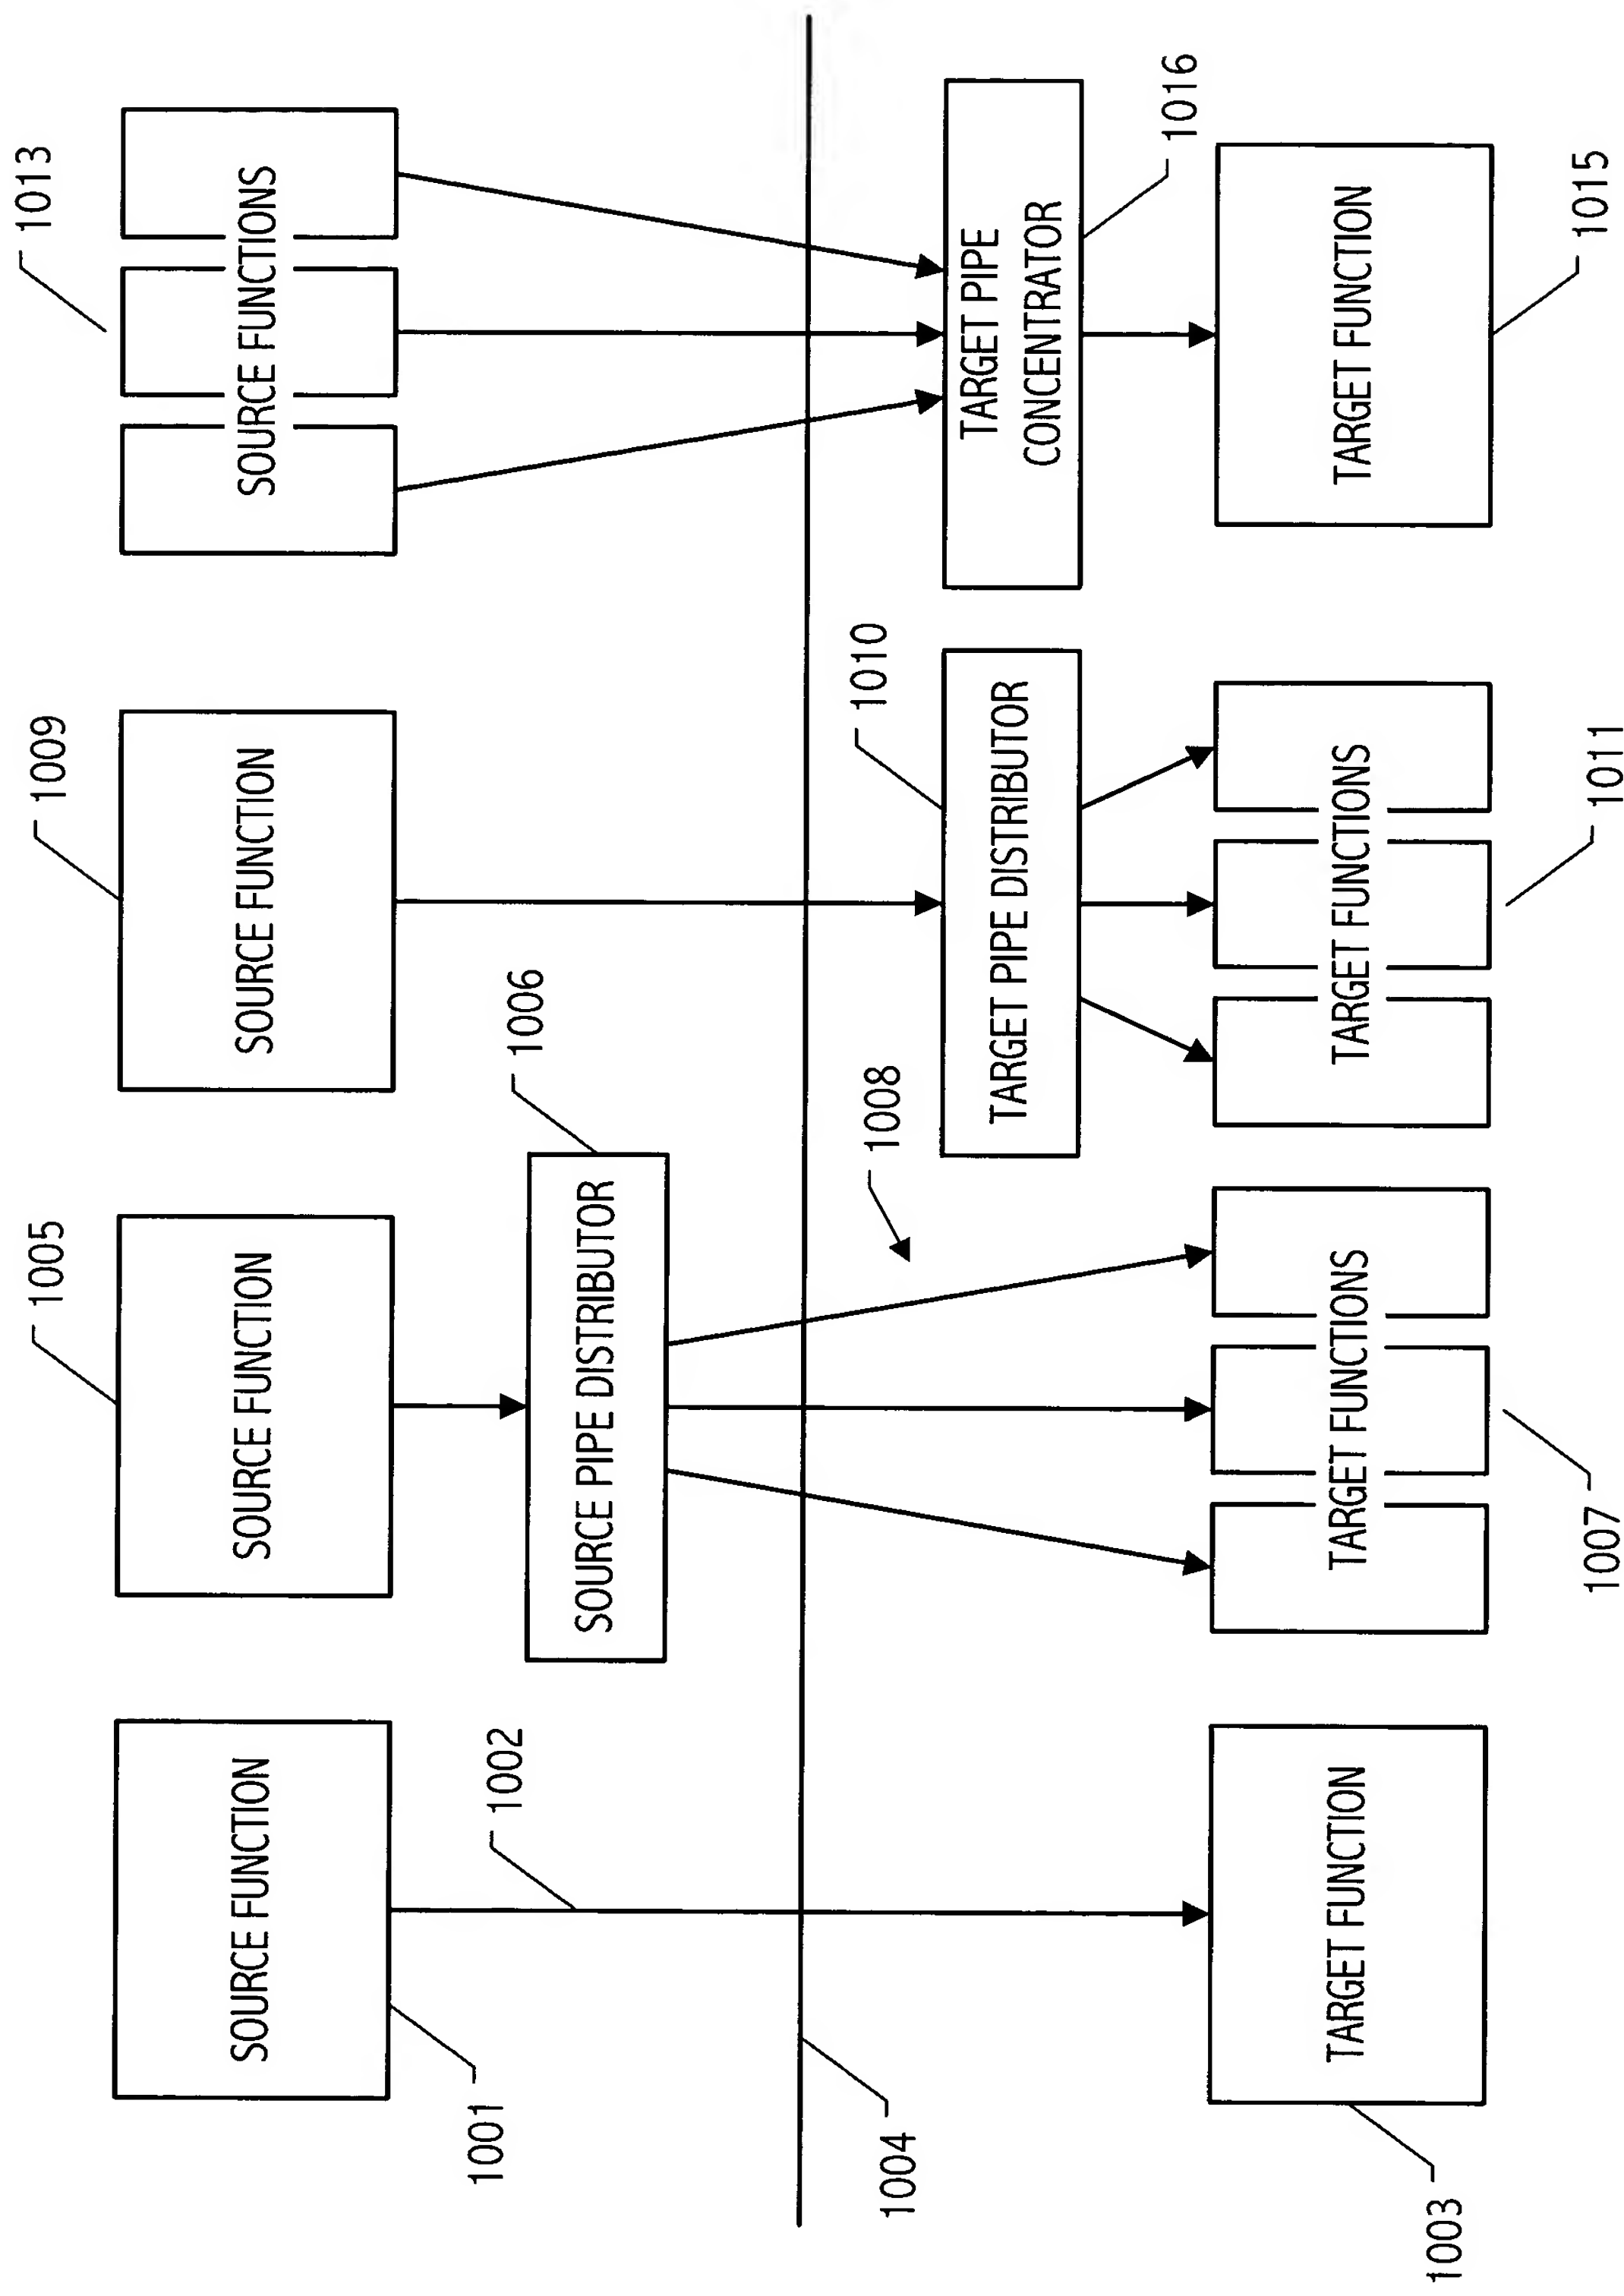 1013
SOURCE FUNCTIONS
TARGET PIPE
CONCENTRATOR
1016
TARGET FUNCTION
1015
1009
SOURCE FUNCTION
1010
TARGET PIPE DISTRIBUTOR
TARGET FUNCTIONS
1011
1005
SOURCE FUNCTION
1006
SOURCE PIPE DISTRIBUTOR
1008
TARGET FUNCTIONS
1007
SOURCE FUNCTION
1001
1002
1004
TARGET FUNCTION
1003